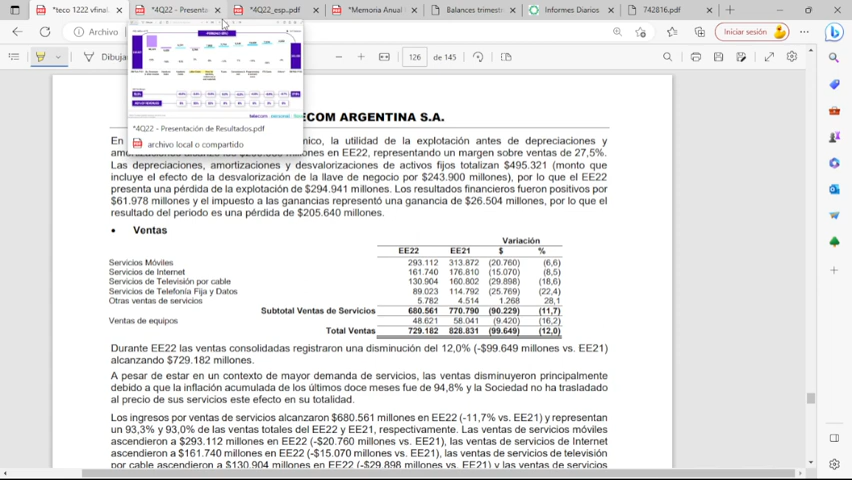 *teco 1222 vfinal
*4Q22 - Presenta
*4Q22_esp.pdf
*Memoria Anual
Balances trimestr
Informes Diarios
742816.pdf
Archivo
Iniciar sesión
Dibuja
126 de 145
*4Q22 - Presentación de Resultados.pdf
archivo local o compartido
COM ARGENTINA S.A.
En nico, la utilidad de la explotación antes de depreciaciones y
ones en EE22, representando un margen sobre ventas de 27,5%.
Las depreciaciones, amortizaciones y desvalorizaciones de activos fijos totalizan $495.321 (monto que
incluye el efecto de la desvalorización de la llave de negocio por $243.900 millones), por lo que el EE22
presenta una pérdida de la explotación de $294.941 millones. Los resultados financieros fueron positivos por
$61.978 millones y el impuesto a las ganancias representó una ganancia de $26.504 millones, por lo que el
resultado del periodo es una pérdida de $205.640 millones.
• Ventas
Variación
EE22 EE21 $ %
Servicios Móviles 293.112 313.872 (20.760) (6,6)
Servicios de Internet 161.740 176.810 (15.070) (8,5)
Servicios de Televisión por cable 130.904 160.802 (29.898) (18,6)
Servicios de Telefonía Fija y Datos 89.023 114.792 (25.769) (22,4)
Otras ventas de servicios 5.782 4.514 1.268 28,1
Subtotal Ventas de Servicios 680.561 770.790 (90.229) (11,7)
Ventas de equipos 48.621 58.041 (9.420) (16,2)
Total Ventas 729.182 828.831 (99.649) (12,0)
Durante EE22 las ventas consolidadas registraron una disminución del 12,0% (-$99.649 millones vs. EE21)
alcanzando $729.182 millones.
A pesar de estar en un contexto de mayor demanda de servicios, las ventas disminuyeron principalmente
debido a que la inflación acumulada de los últimos doce meses fue de 94,8% y la Sociedad no ha trasladado
al precio de sus servicios este efecto en su totalidad.
Los ingresos por ventas de servicios alcanzaron $680.561 millones en EE22 (-11,7% vs. EE21) y representan
un 93,3% y 93,0% de las ventas totales del EE22 y EE21, respectivamente. Las ventas de servicios móviles
ascendieron a $293.112 millones en EE22 (-$20.760 millones vs. EE21), las ventas de servicios de Internet
ascendieron a $161.740 millones (-$15.070 millones vs. EE21), las ventas de servicios de televisión
por cable ascendieron a $130.904 millones en EE22 (-$29.898 millones vs. EE21) y las ventas de servicios